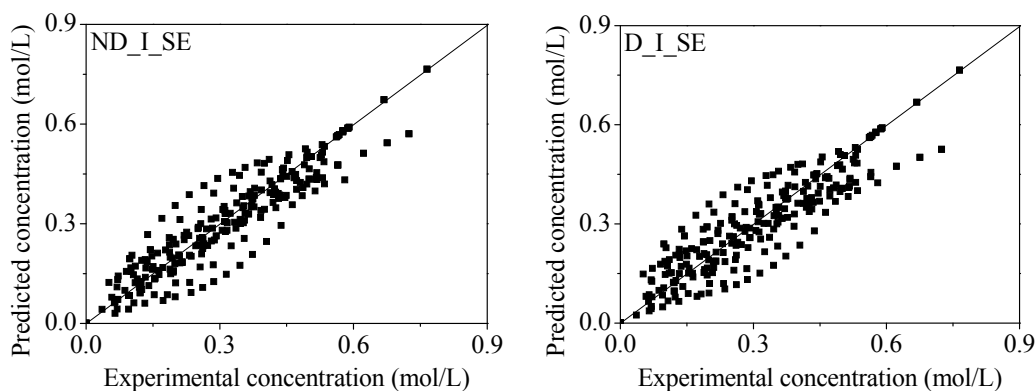 ND_I_SE
Predicted concentration (mol/L)
0.9
0.6
0.3
0.0
0.0 0.3 0.6 0.9
Experimental concentration (mol/L)
D_I_SE
Predicted concentration (mol/L)
0.9
0.6
0.3
0.0
0.0 0.3 0.6 0.9
Experimental concentration (mol/L)